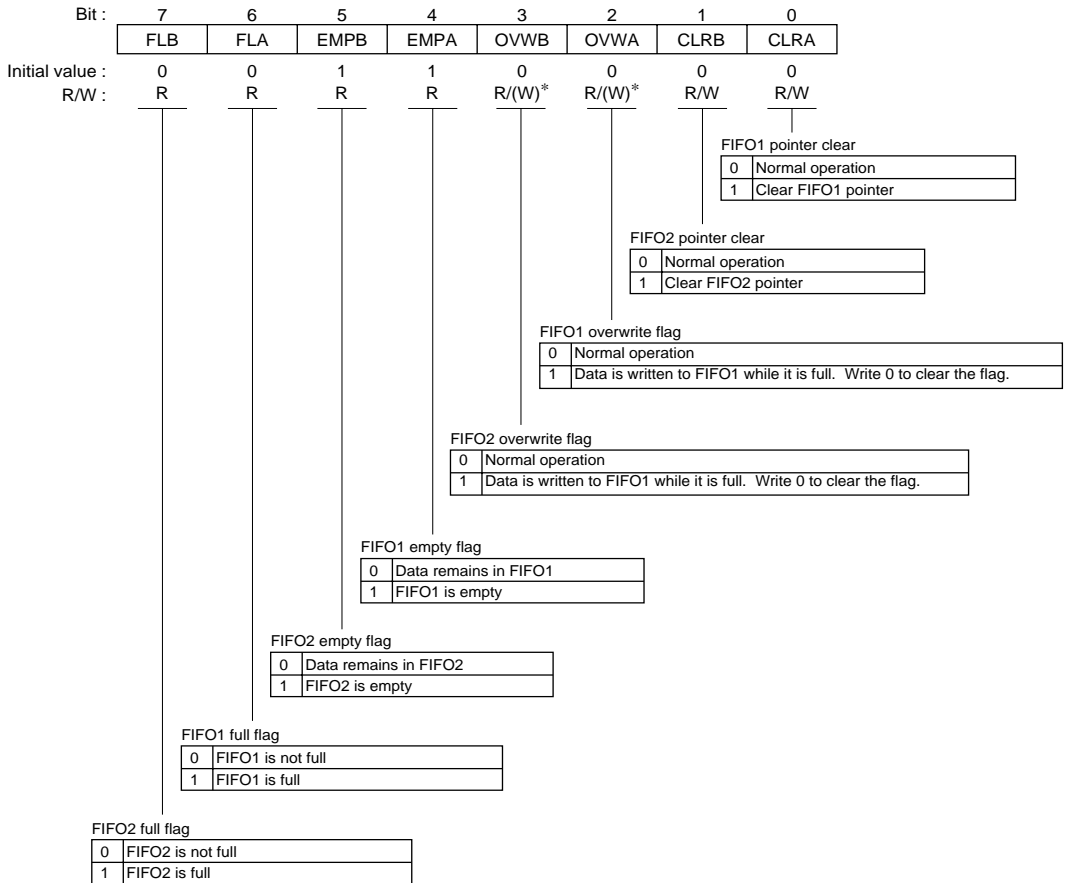 Bit : 7 6 5 4 3 2 1 0
FLB FLA EMPB EMPA OVWB OVWA CLRB CLRA
Initial value : 0 0 1 1 0 0 0 0
R/W : R R R R R/(W)* R/(W)* R/W R/W
FIFO1 pointer clear
0 Normal operation
1 Clear FIFO1 pointer
FIFO2 pointer clear
0 Normal operation
1 Clear FIFO2 pointer
FIFO1 overwrite flag
0 Normal operation
1 Data is written to FIFO1 while it is full. Write 0 to clear the flag.
FIFO2 overwrite flag
0 Normal operation
1 Data is written to FIFO1 while it is full. Write 0 to clear the flag.
FIFO1 empty flag
0 Data remains in FIFO1
1 FIFO1 is empty
FIFO2 empty flag
0 Data remains in FIFO2
1 FIFO2 is empty
FIFO1 full flag
0 FIFO1 is not full
1 FIFO1 is full
FIFO2 full flag
0 FIFO2 is not full
1 FIFO2 is full